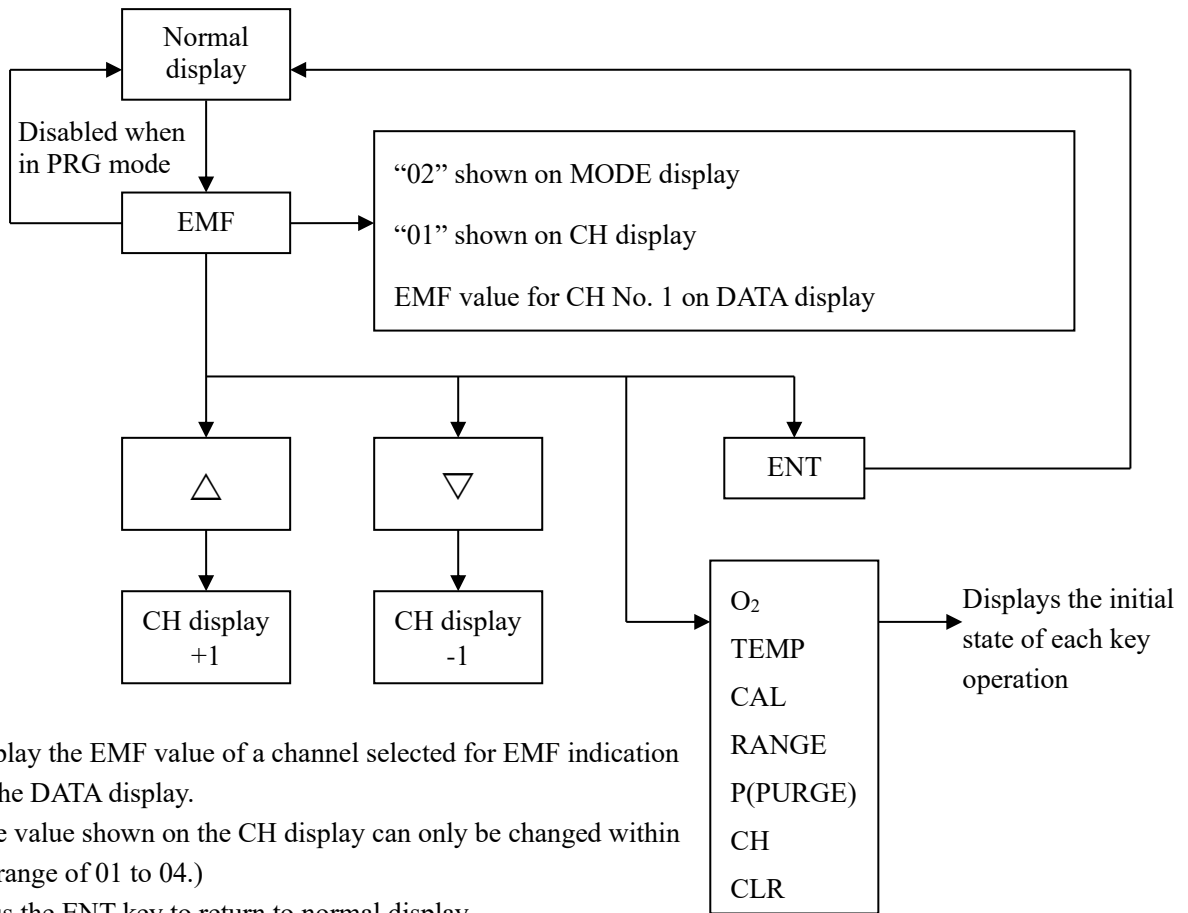 Normal
display
Disabled when
in PRG mode
EMF
“02” shown on MODE display
“01” shown on CH display
EMF value for CH No. 1 on DATA display
△
▽
ENT
CH display
+1
CH display
-1
O₂
TEMP
CAL
RANGE
P(PURGE)
CH
CLR
Displays the initial
state of each key
operation
play the EMF value of a channel selected for EMF indication
he DATA display.
e value shown on the CH display can only be changed within
range of 01 to 04.)
the ENT key to return to normal display